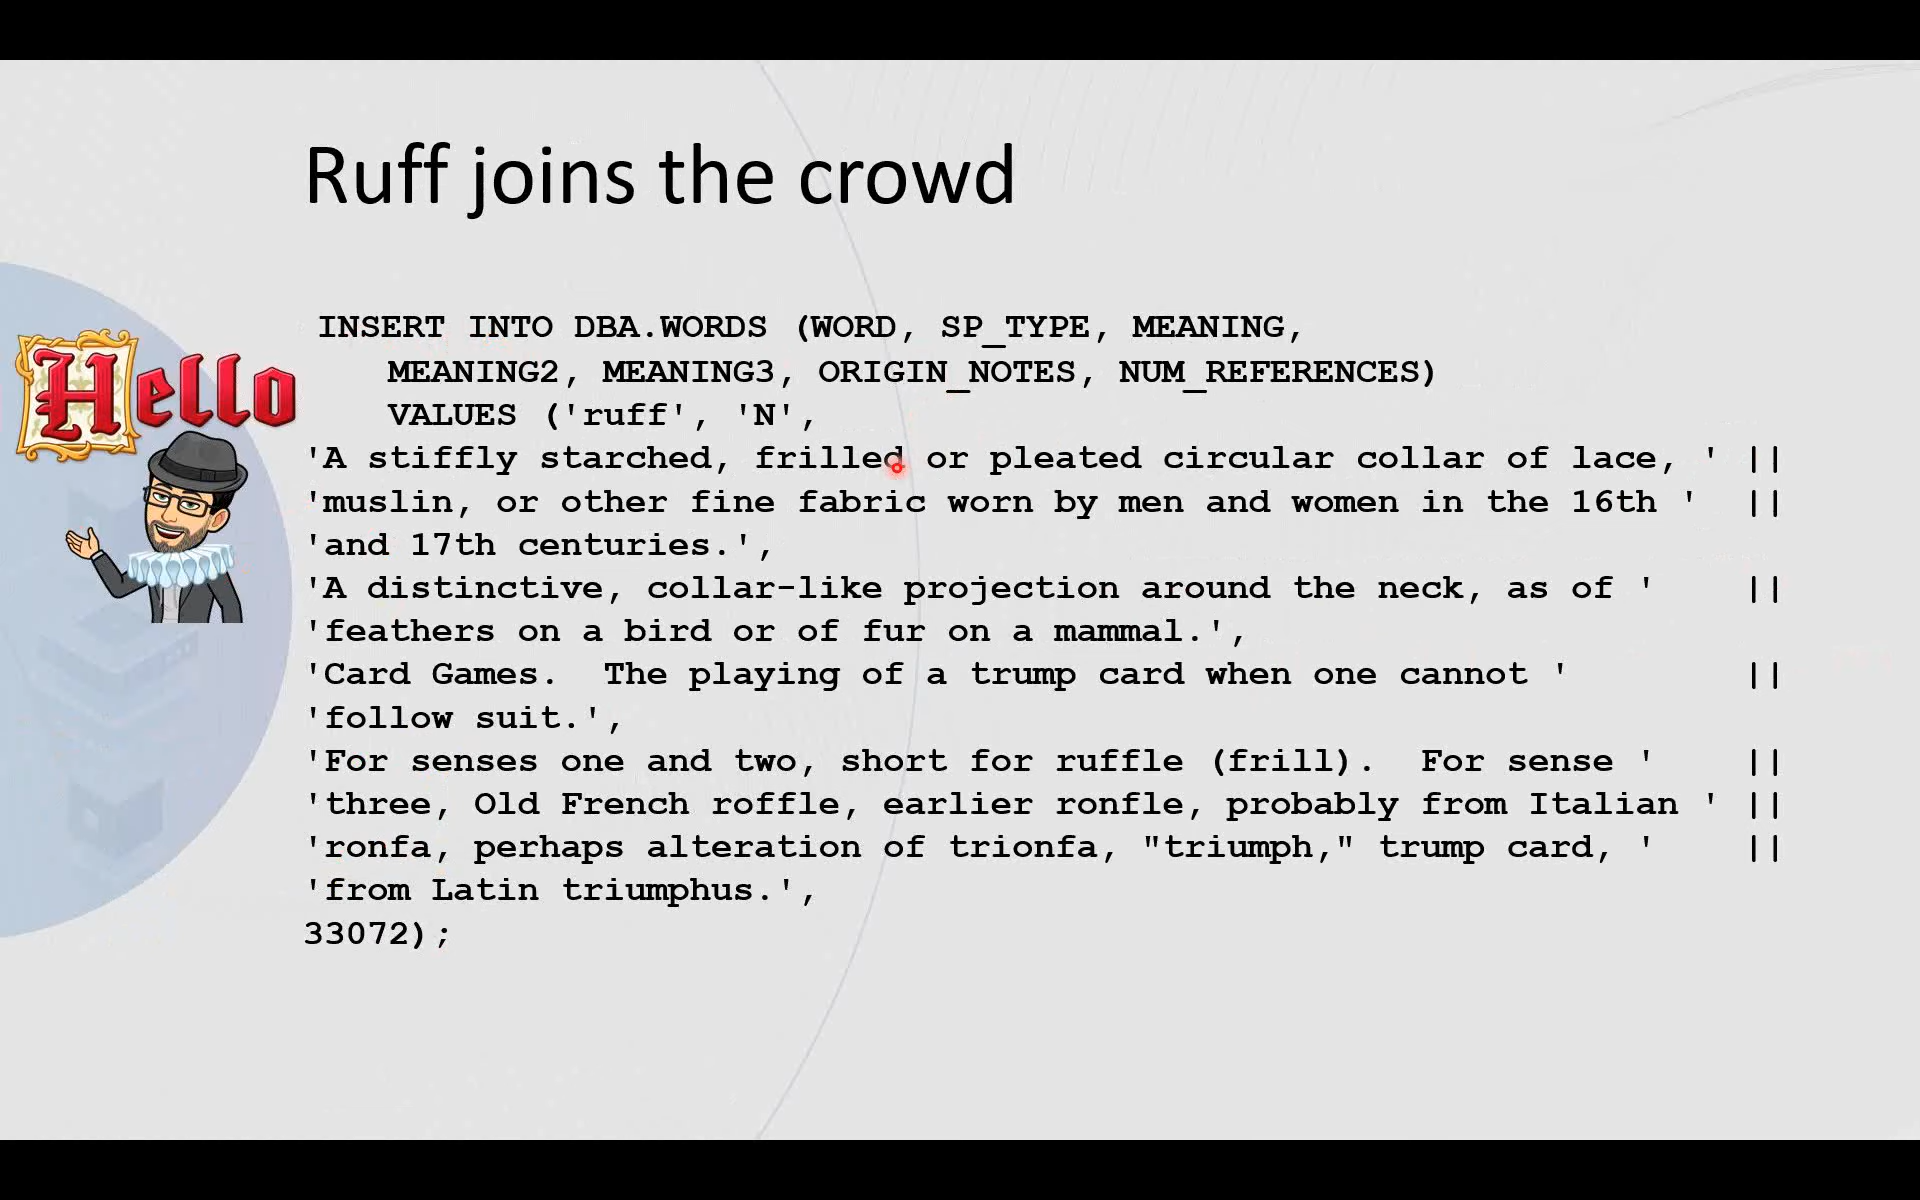 Ruff joins the crowd
Hello
INSERT INTO DBA.WORDS (WORD, SP_TYPE, MEANING,
MEANING2, MEANING3, ORIGIN_NOTES, NUM_REFERENCES)
VALUES ('ruff', 'N',
'A stiffly starched, frilled or pleated circular collar of lace, ' ||
'muslin, or other fine fabric worn by men and women in the 16th ' ||
'and 17th centuries.',
'A distinctive, collar-like projection around the neck, as of ' ||
'feathers on a bird or of fur on a mammal.',
'Card Games.  The playing of a trump card when one cannot ' ||
'follow suit.',
'For senses one and two, short for ruffle (frill).  For sense ' ||
'three, Old French roffle, earlier ronfle, probably from Italian ' ||
'ronfa, perhaps alteration of trionfa, "triumph," trump card, ' ||
'from Latin triumphus.',
33072);